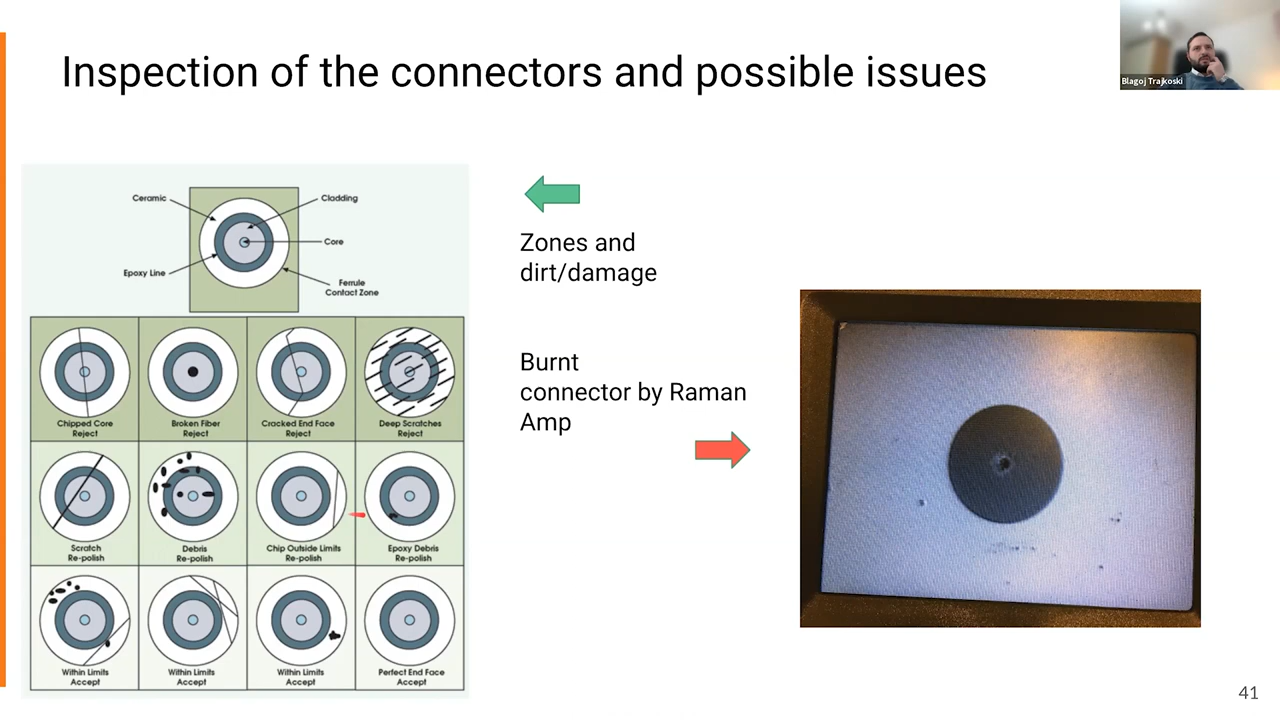 Inspection of the connectors and possible issues
Blagoj Trajkoski
Ceramic
Cladding
Core
Epoxy Line
Ferrule
Contact Zone
Zones and
dirt/damage
Burnt
connector by Raman
Amp
Chipped Core
Reject
Broken Fiber
Reject
Cracked End Face
Reject
Deep Scratches
Reject
Scratch
Re-polish
Debris
Re-polish
Chip Outside Limits
Re-polish
Epoxy Debris
Re-polish
Within Limits
Accept
Within Limits
Accept
Within Limits
Accept
Perfect End Face
Accept
41